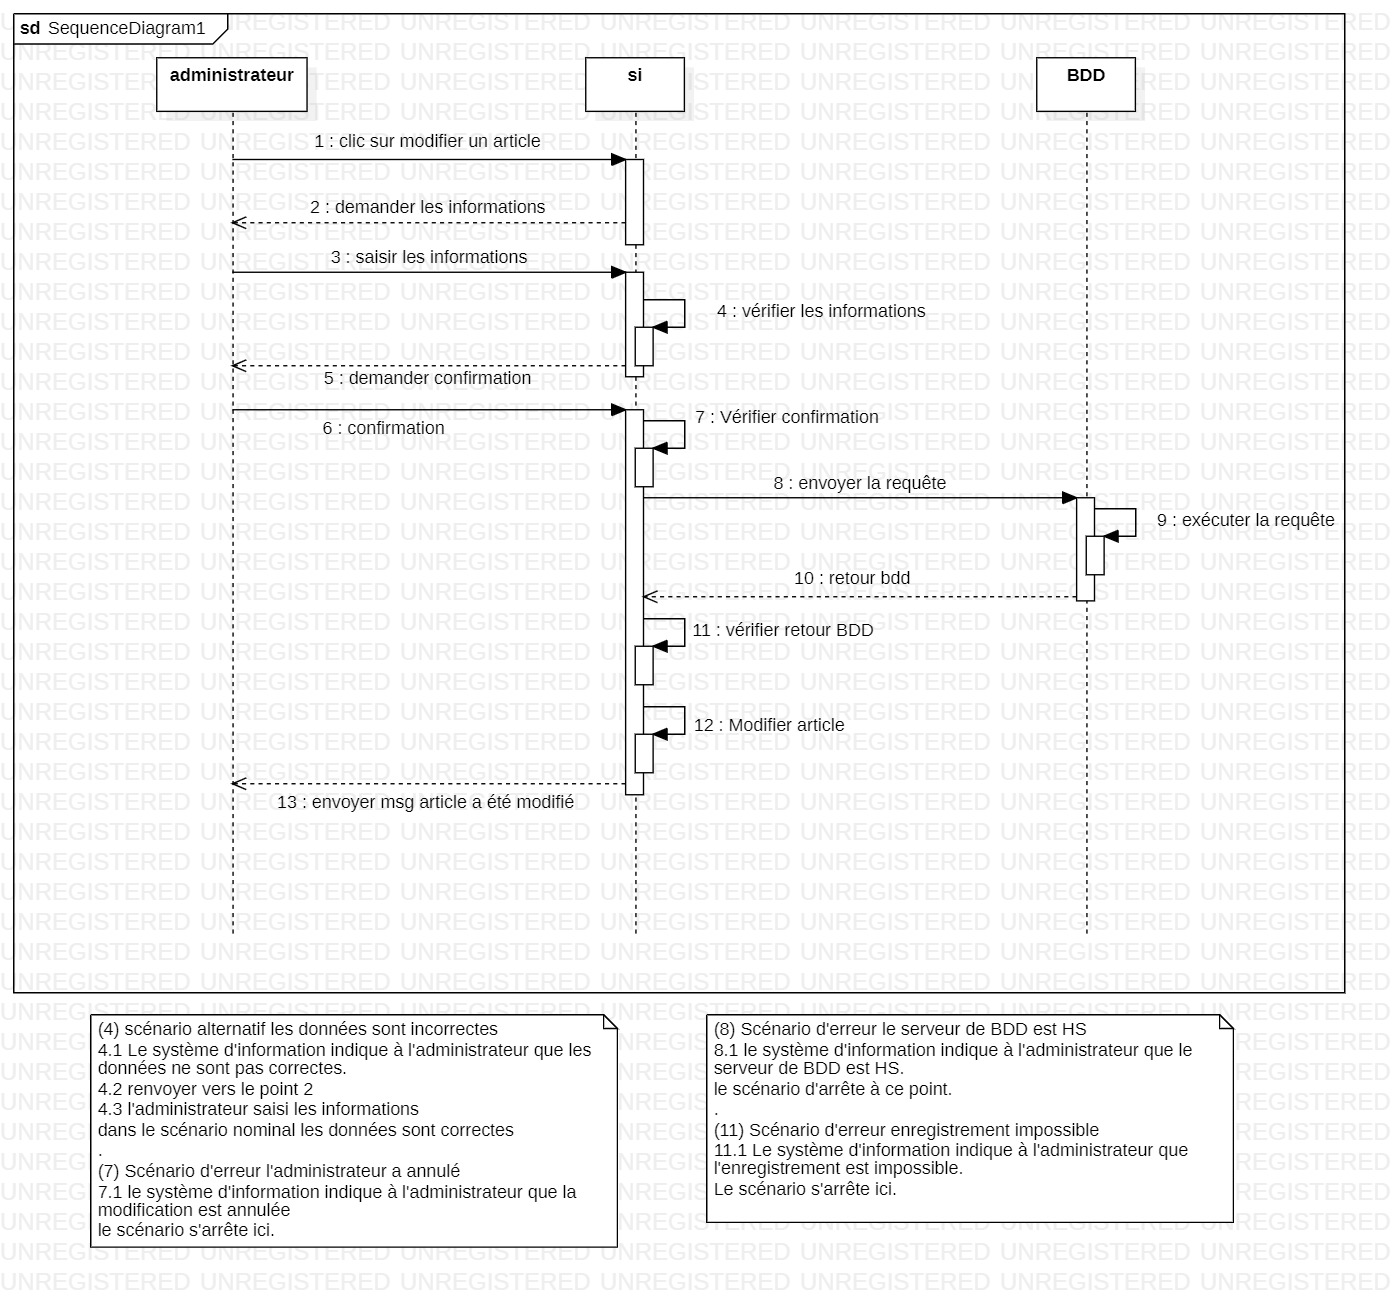 sd SequenceDiagram1
administrateur
si
BDD
1 : clic sur modifier un article
2 : demander les informations
3 : saisir les informations
4 : vérifier les informations
5 : demander confirmation
6 : confirmation
7 : Vérifier confirmation
8 : envoyer la requête
9 : exécuter la requête
10 : retour bdd
11 : vérifier retour BDD
12 : Modifier article
13 : envoyer msg article a été modifié
(4) scénario alternatif les données sont incorrectes
4.1 Le système d'information indique à l'administrateur que les
données ne sont pas correctes.
4.2 renvoyer vers le point 2
4.3 l'administrateur saisi les informations
dans le scénario nominal les données sont correctes
.
(7) Scénario d'erreur l'administrateur a annulé
7.1 le système d'information indique à l'administrateur que la
modification est annulée
le scénario s'arrête ici.
(8) Scénario d'erreur le serveur de BDD est HS
8.1 le système d'information indique à l'administrateur que le
serveur de BDD est HS.
le scénario d'arrête à ce point.
.
(11) Scénario d'erreur enregistrement impossible
11.1 Le système d'information indique à l'administrateur que
l'enregistrement est impossible.
Le scénario s'arrête ici.
UNREGISTERED